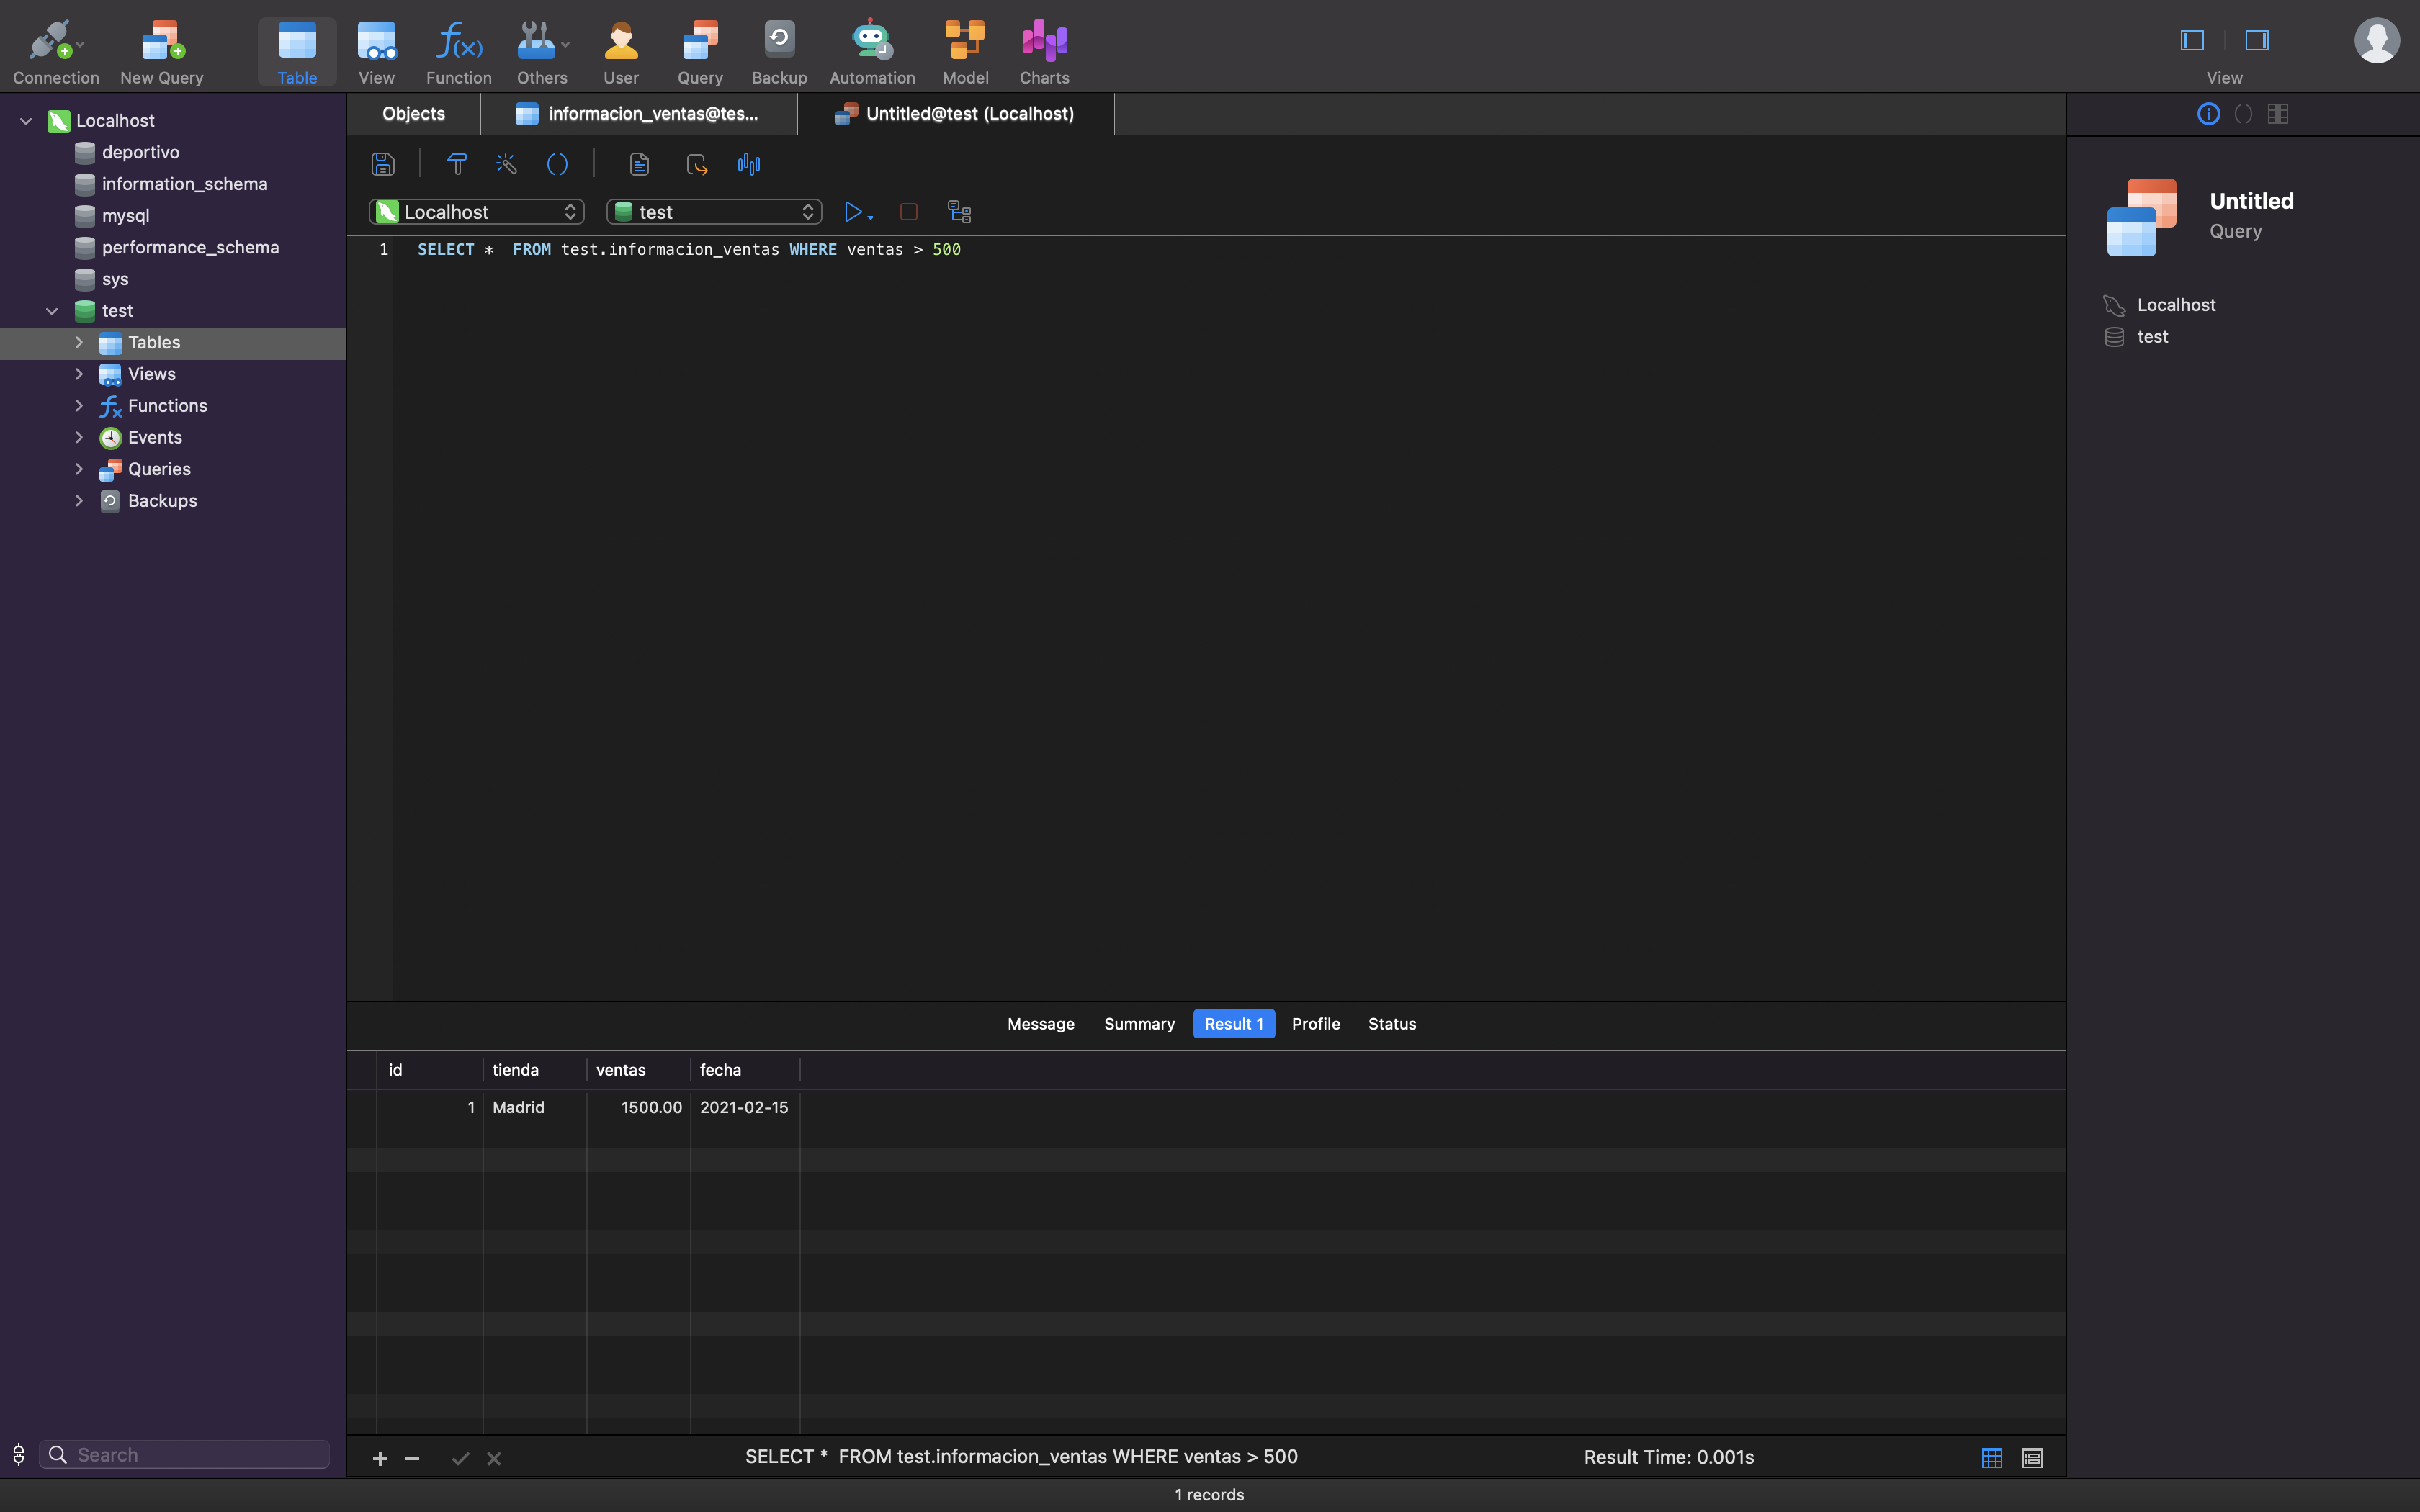 Connection New Query Table View Function Others User Query Backup Automation Model Charts View
Localhost
deportivo
information_schema
mysql
performance_schema
sys
test
Tables
Views
Functions
Events
Queries
Backups
Search
Objects informacion_ventas@tes... Untitled@test (Localhost)
Localhost test
1 SELECT * FROM test.informacion_ventas WHERE ventas > 500
Message Summary Result 1 Profile Status
id tienda ventas fecha
1 Madrid 1500.00 2021-02-15
SELECT * FROM test.informacion_ventas WHERE ventas > 500 Result Time: 0.001s
1 records
Untitled
Query
Localhost
test